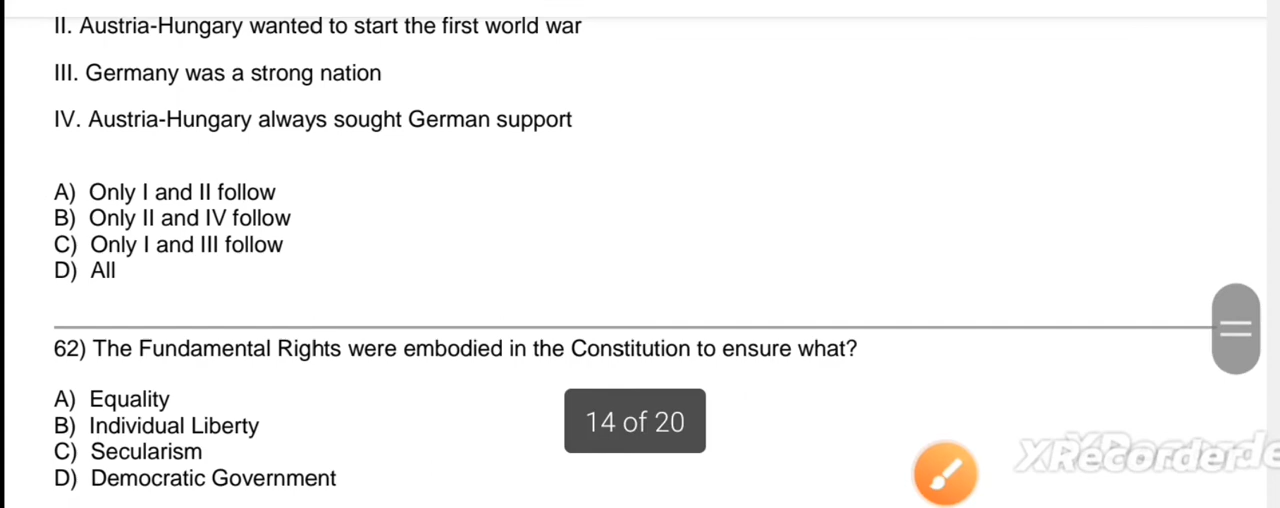 II. Austria-Hungary wanted to start the first world war
III. Germany was a strong nation
IV. Austria-Hungary always sought German support
A) Only I and II follow
B) Only II and IV follow
C) Only I and III follow
D) All
62) The Fundamental Rights were embodied in the Constitution to ensure what?
A) Equality
B) Individual Liberty
C) Secularism
D) Democratic Government
14 of 20
XRecorder